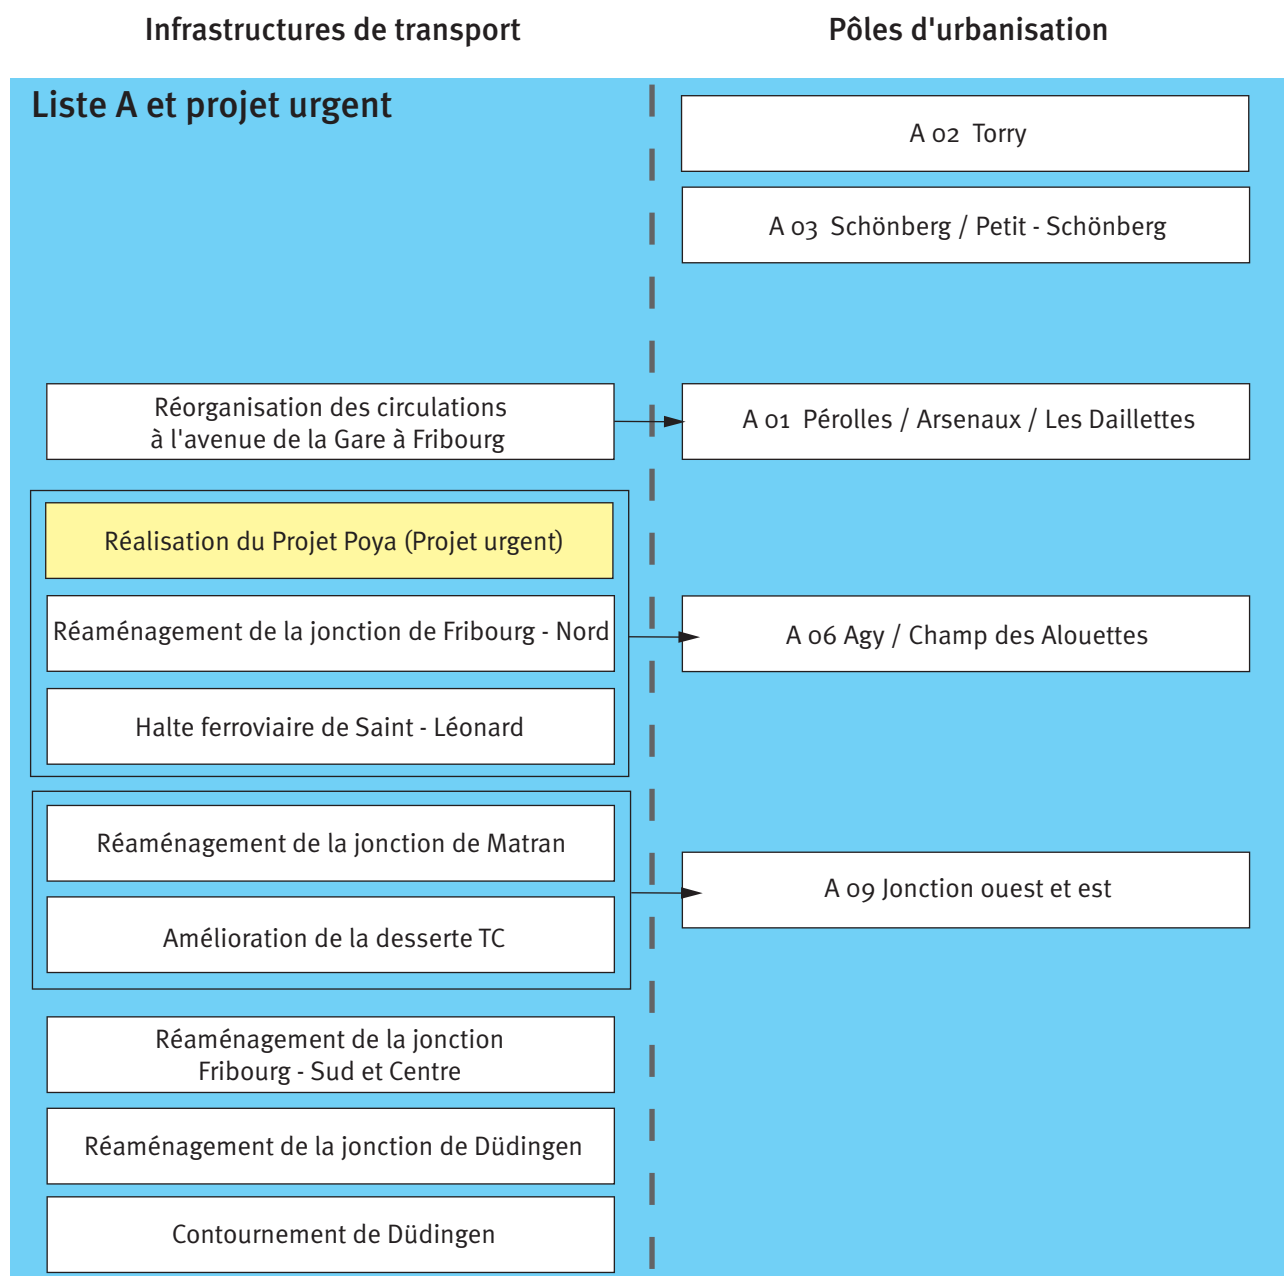 Infrastructures de transport
Pôles d'urbanisation
Liste A et projet urgent
A 02 Torry
A 03 Schönberg / Petit - Schönberg
Réorganisation des circulations
à l'avenue de la Gare à Fribourg
A 01 Pérolles / Arsenaux / Les Daillettes
Réalisation du Projet Poya (Projet urgent)
Réaménagement de la jonction de Fribourg - Nord
A 06 Agy / Champ des Alouettes
Halte ferroviaire de Saint - Léonard
Réaménagement de la jonction de Matran
A 09 Jonction ouest et est
Amélioration de la desserte TC
Réaménagement de la jonction
Fribourg - Sud et Centre
Réaménagement de la jonction de Düdingen
Contournement de Düdingen